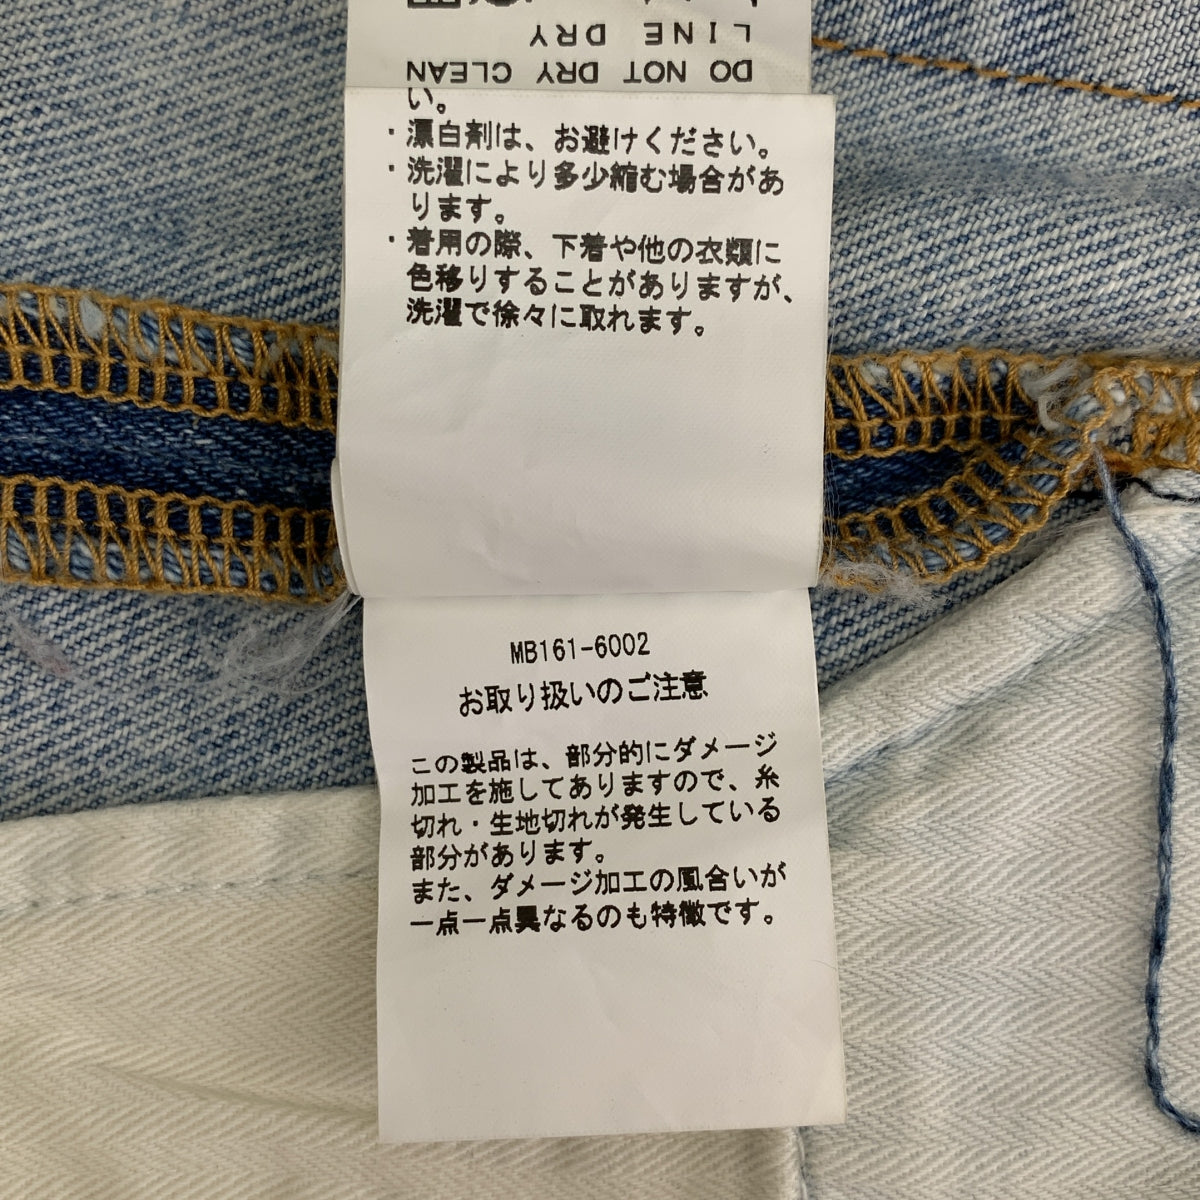 LINE DRY
DO NOT DRY CLEAN
い。
・漂白剤は、お避けください。
・洗濯により多少縮む場合があ
ります。
・着用の際、下着や他の衣類に
色移りすることがありますが、
洗濯で徐々に取れます。
MB161-6002
お取り扱いのご注意
この製品は、部分的にダメージ
加工を施してありますので、糸
切れ・生地切れが発生している
部分があります。
また、ダメージ加工の風合いが
一点一点異なるのも特徴です。